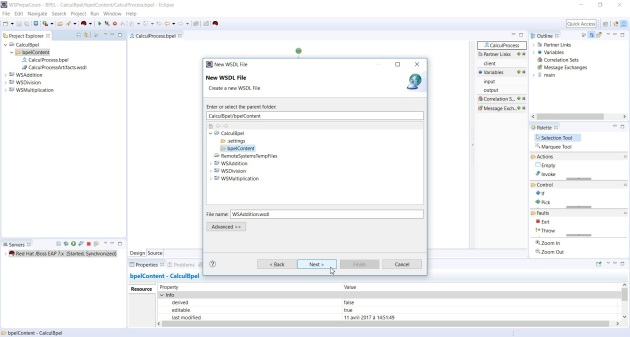 WSPrepaCours - BPEL - CalculBpel/bpelContent/CalculProcess.bpel - Eclipse
File Edit Navigate Search Project Run Window Help
Quick Access
Project Explorer
CalculBpel
bpelContent
CalculProcess.bpel
CalculProcessArtifacts.wsdl
WSAddition
WSDivision
WSMultiplication
Servers
Red Hat JBoss EAP 7.x [Started, Synchronized]
CalculProcess.bpel
New WSDL File
New WSDL File
Create a new WSDL File
Enter or select the parent folder:
CalculBpel/bpelContent
CalculBpel
.settings
bpelContent
RemoteSystemsTempFiles
WSAddition
WSDivision
WSMultiplication
File name: WSAddition.wsdl
Advanced >>
< Back
Next >
Finish
Cancel
Design Source
CalculProcess
Partner Links
client
Variables
input
output
Correlation S...
Message Exch...
Outline
Partner Links
Variables
Correlation Sets
Message Exchanges
main
Palette
Selection Tool
Marquee Tool
Actions
Empty
Invoke
Control
If
Pick
Faults
Exit
Throw
Zoom In
Zoom Out
Properties Problems
bpelContent - CalculBpel
Resource
Property Value
Info
derived false
editable true
last modified 11 avril 2017 à 14:51:49
bpelContent - CalculBpel